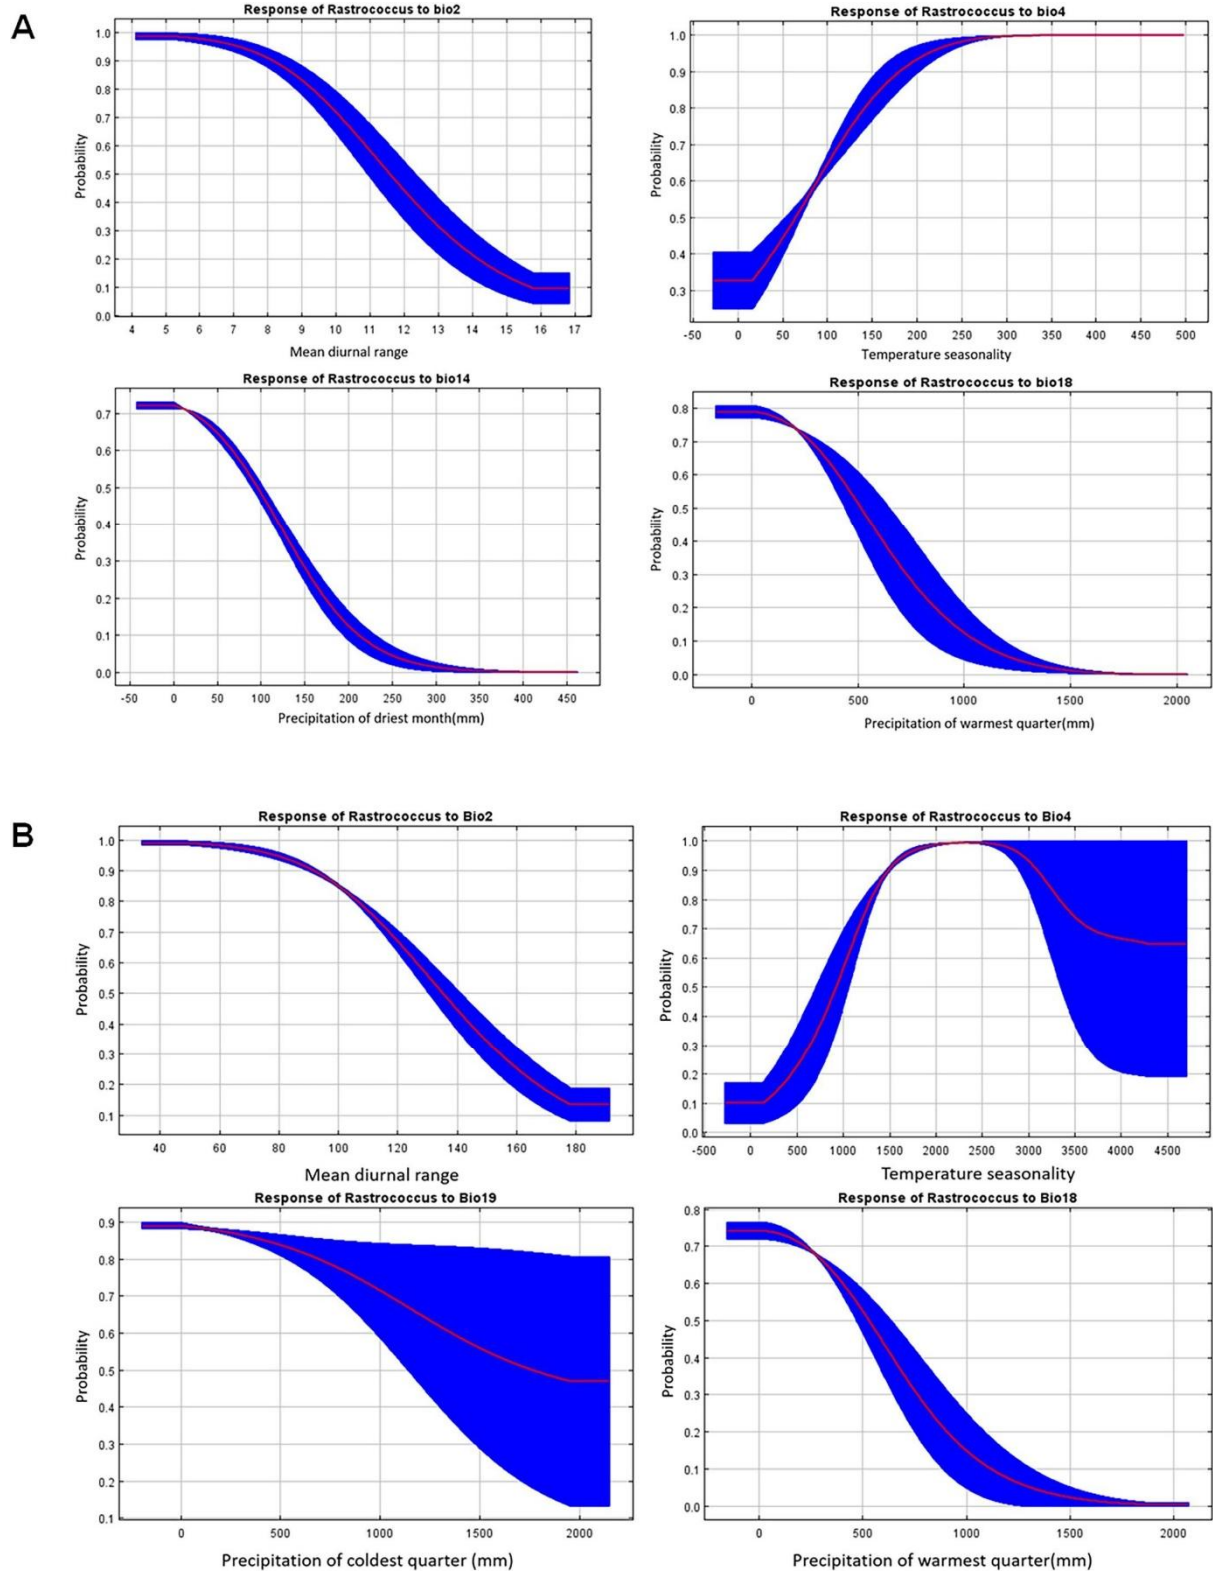 A
Response of Rastrococcus to bio2
Probability
1.0
0.9
0.8
0.7
0.6
0.5
0.4
0.3
0.2
0.1
0.0
4 5 6 7 8 9 10 11 12 13 14 15 16 17
Mean diurnal range
Response of Rastrococcus to bio4
Probability
1.0
0.9
0.8
0.7
0.6
0.5
0.4
0.3
-50 0 50 100 150 200 250 300 350 400 450 500
Temperature seasonality
Response of Rastrococcus to bio14
Probability
0.7
0.6
0.5
0.4
0.3
0.2
0.1
0.0
-50 0 50 100 150 200 250 300 350 400 450
Precipitation of driest month(mm)
Response of Rastrococcus to bio18
Probability
0.8
0.7
0.6
0.5
0.4
0.3
0.2
0.1
0.0
0 500 1000 1500 2000
Precipitation of warmest quarter(mm)
B
Response of Rastrococcus to Bio2
Probability
1.0
0.9
0.8
0.7
0.6
0.5
0.4
0.3
0.2
0.1
40 60 80 100 120 140 160 180
Mean diurnal range
Response of Rastrococcus to Bio4
Probability
1.0
0.9
0.8
0.7
0.6
0.5
0.4
0.3
0.2
0.1
0.0
-500 0 500 1000 1500 2000 2500 3000 3500 4000 4500
Temperature seasonality
Response of Rastrococcus to Bio19
Probability
0.9
0.8
0.7
0.6
0.5
0.4
0.3
0.2
0.1
0 500 1000 1500 2000
Precipitation of coldest quarter (mm)
Response of Rastrococcus to Bio18
Probability
0.8
0.7
0.6
0.5
0.4
0.3
0.2
0.1
0.0
0 500 1000 1500 2000
Precipitation of warmest quarter(mm)